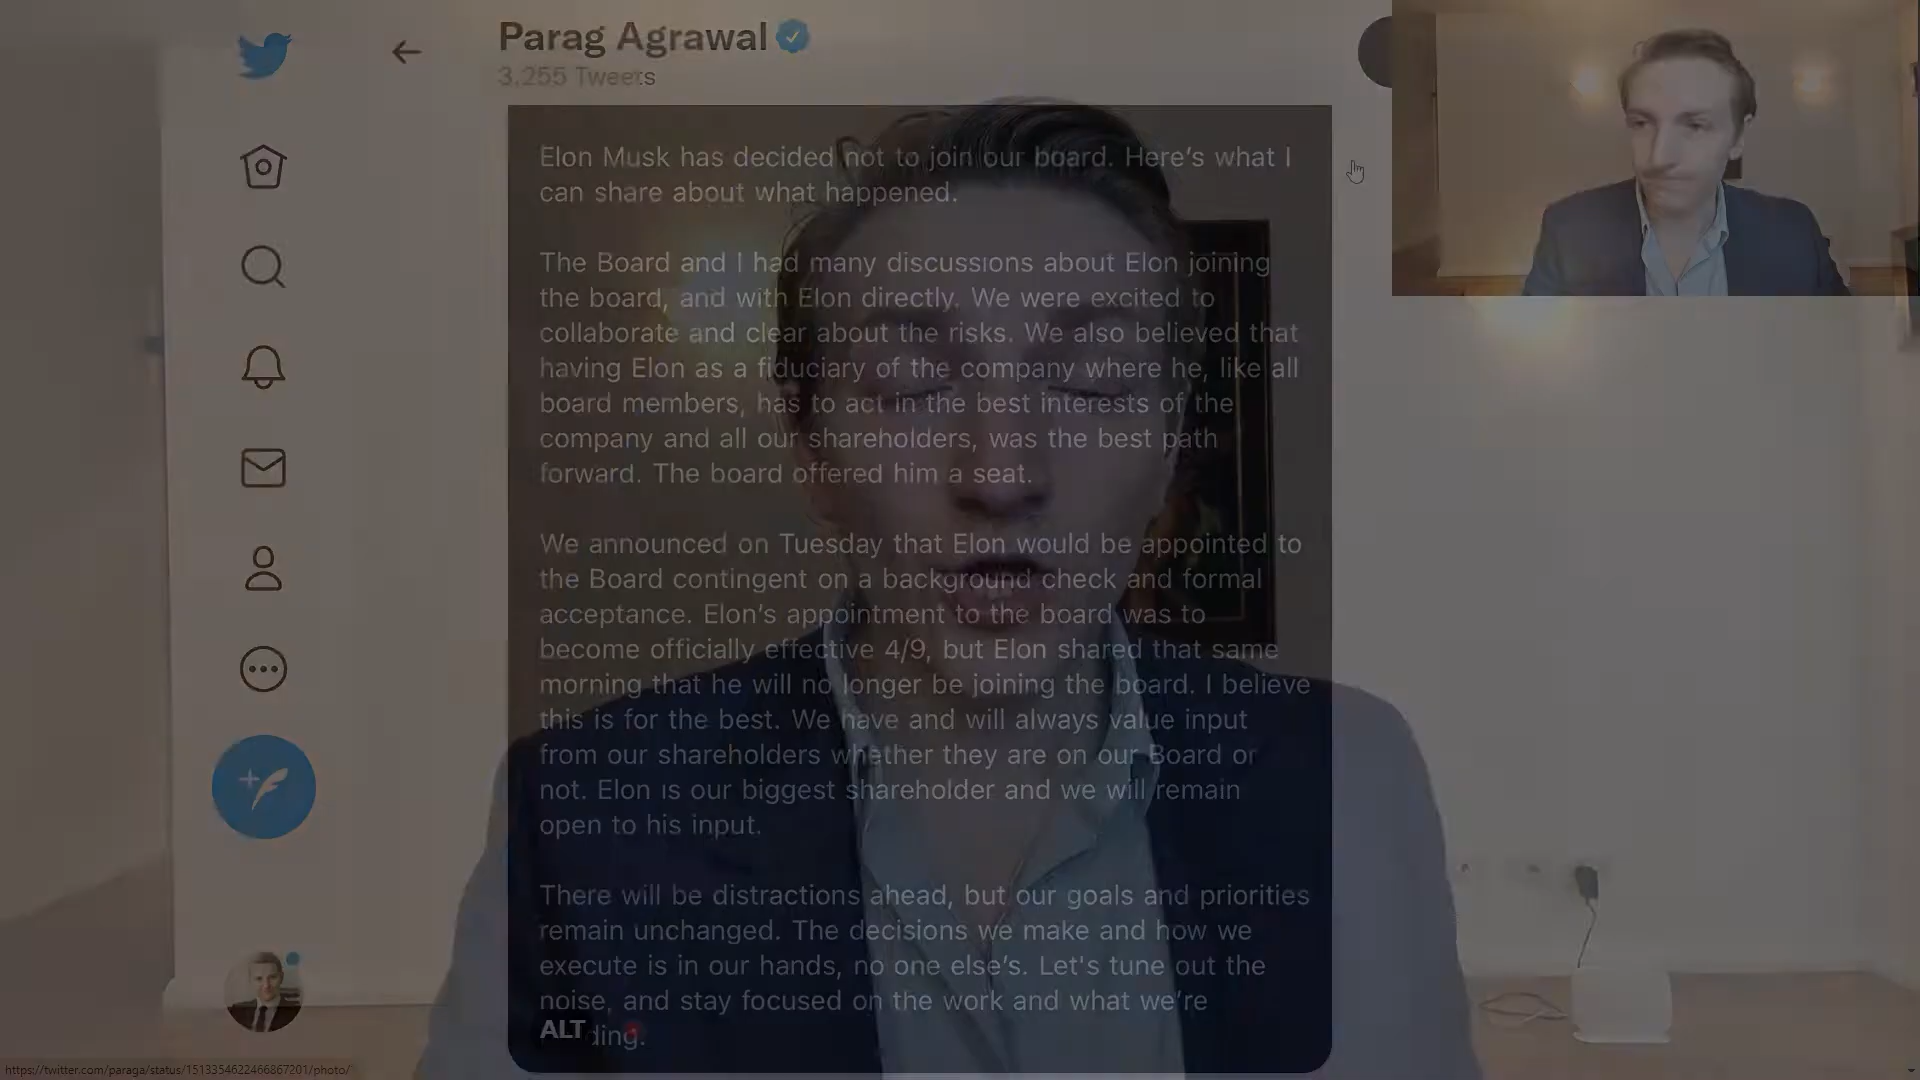 Parag Agrawal
3.255 Tweets
Elon Musk has decided not to join our board. Here's what I
can share about what happened.
The Board and I had many discussions about Elon joining
the board, and with Elon directly. We were excited to
collaborate and clear about the risks. We also believed that
having Elon as a fiduciary of the company where he, like all
board members, has to act in the best interests of the
company and all our shareholders, was the best path
forward. The board offered him a seat.
We announced on Tuesday that Elon would be appointed to
the Board contingent on a background check and formal
acceptance. Elon's appointment to the board was to
become officially effective 4/9, but Elon shared that same
morning that he will no longer be joining the board. I believe
this is for the best. We have and will always value input
from our shareholders whether they are on our Board or
not. Elon is our biggest shareholder and we will remain
open to his input.
There will be distractions ahead, but our goals and priorities
remain unchanged. The decisions we make and how we
execute is in our hands, no one else's. Let's tune out the
noise, and stay focused on the work and what we're
ALT ding.
https://twitter.com/paraga/status/1513354622466867201/photo/